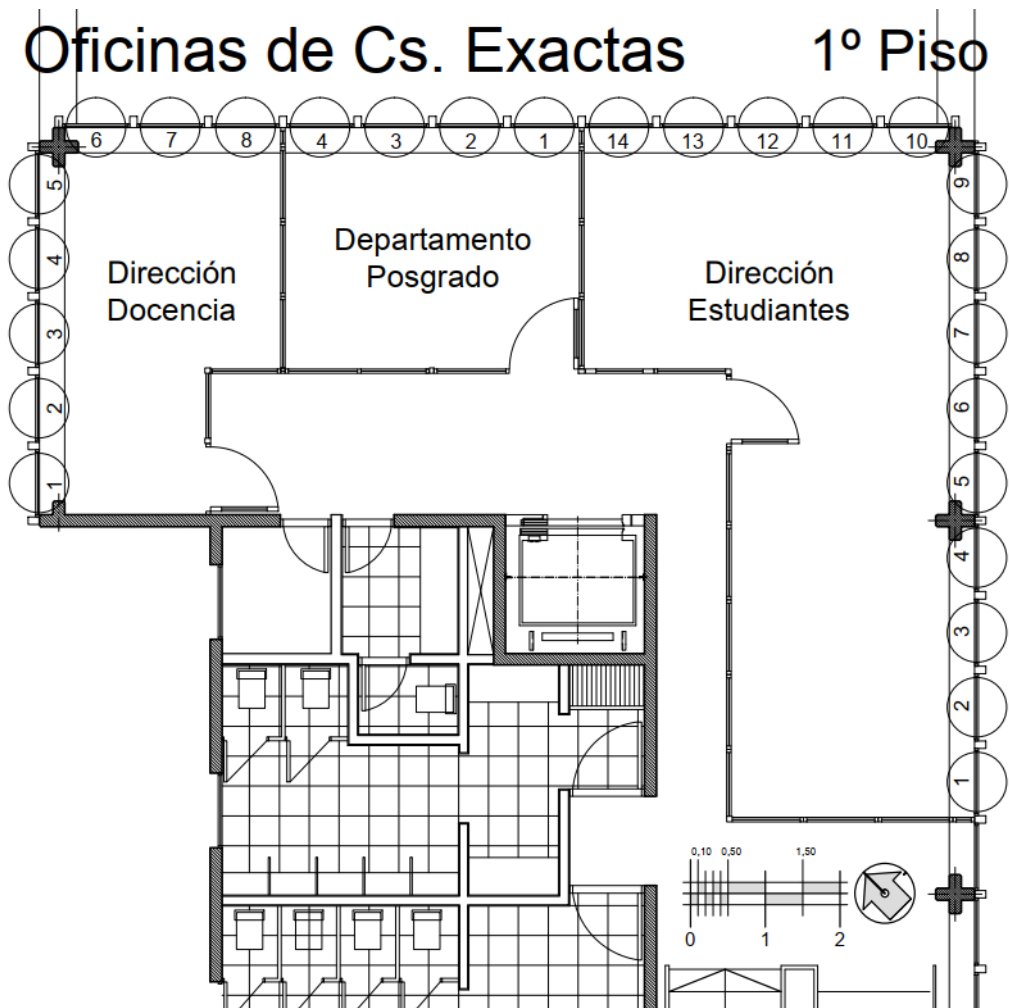 Oficinas de Cs. Exactas 1º Piso
6 7 8 4 3 2 1 14 13 12 11 10
5
4
3
2
1
Dirección
Docencia
Departamento
Posgrado
Dirección
Estudiantes
9
8
7
6
5
4
3
2
1
0,10 0,50 1,50
0 1 2